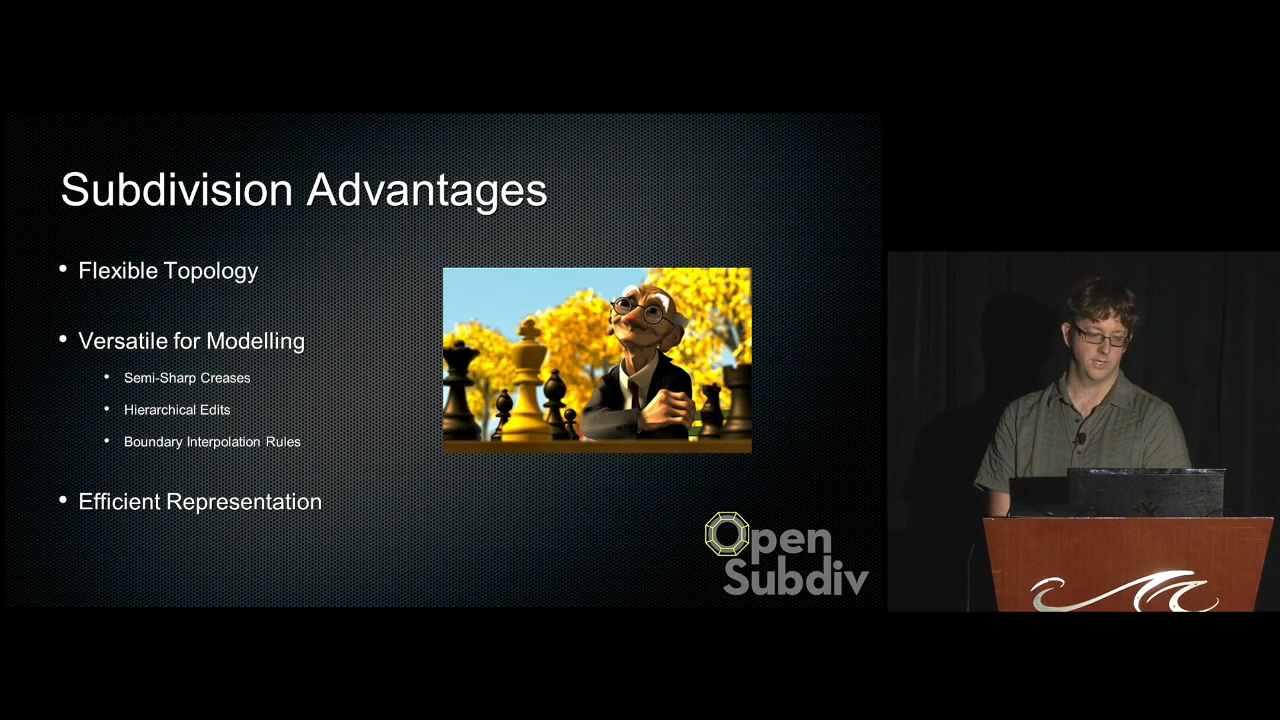 Subdivision Advantages
• Flexible Topology
• Versatile for Modelling
• Semi-Sharp Creases
• Hierarchical Edits
• Boundary Interpolation Rules
• Efficient Representation
Open
Subdiv